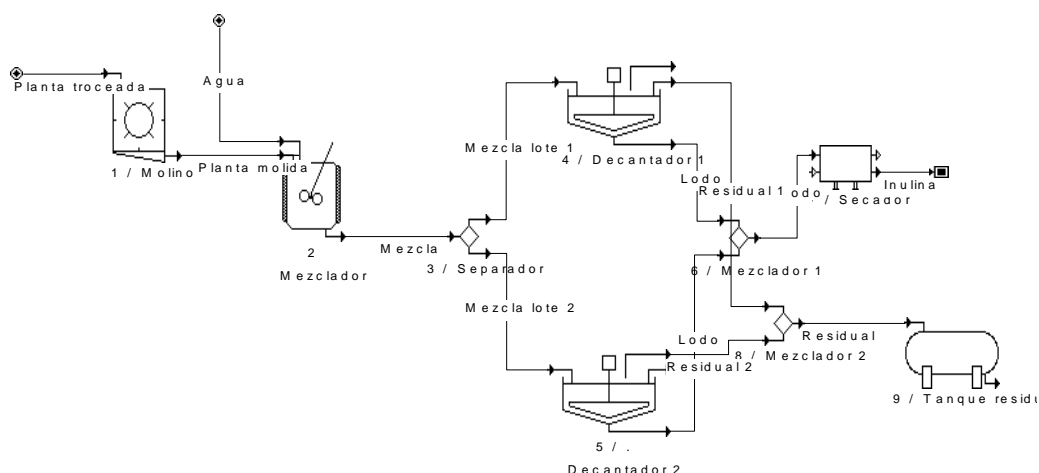 Agua
Planta troceada
Mezcla lote 1
4 / Decantador 1
1 / Molino
Planta molida
Lodo
Residual 1
odo
Inulina
/ Secador
2
Mezclador
Mezcla
3 / Separador
6 / Mezclador 1
Mezcla lote 2
Lodo
Residual
8 / Mezclador 2
Residual 2
9 / Tanque residu
5 / .
Decantador 2